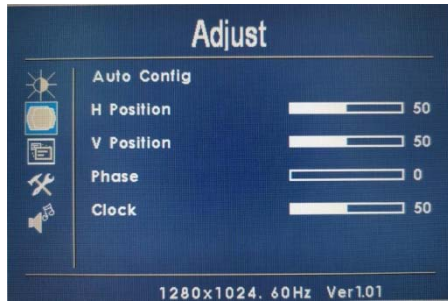 Adjust
Auto Config
H Position 50
V Position 50
Phase 0
Clock 50
1280x1024. 60Hz Ver1.01